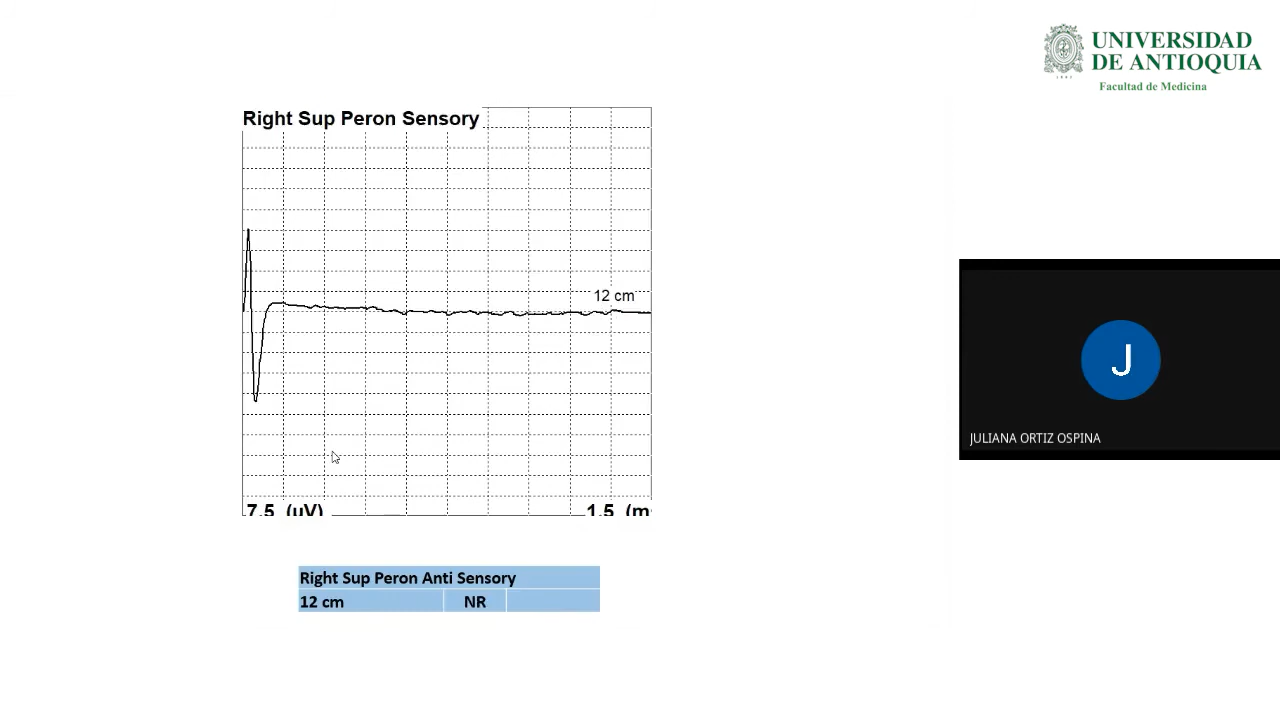 UNIVERSIDAD
DE ANTIOQUIA
Facultad de Medicina
Right Sup Peron Sensory
12 cm
7.5 (uV)
1.5 (m
J
JULIANA ORTIZ OSPINA
Right Sup Peron Anti Sensory
12 cm NR